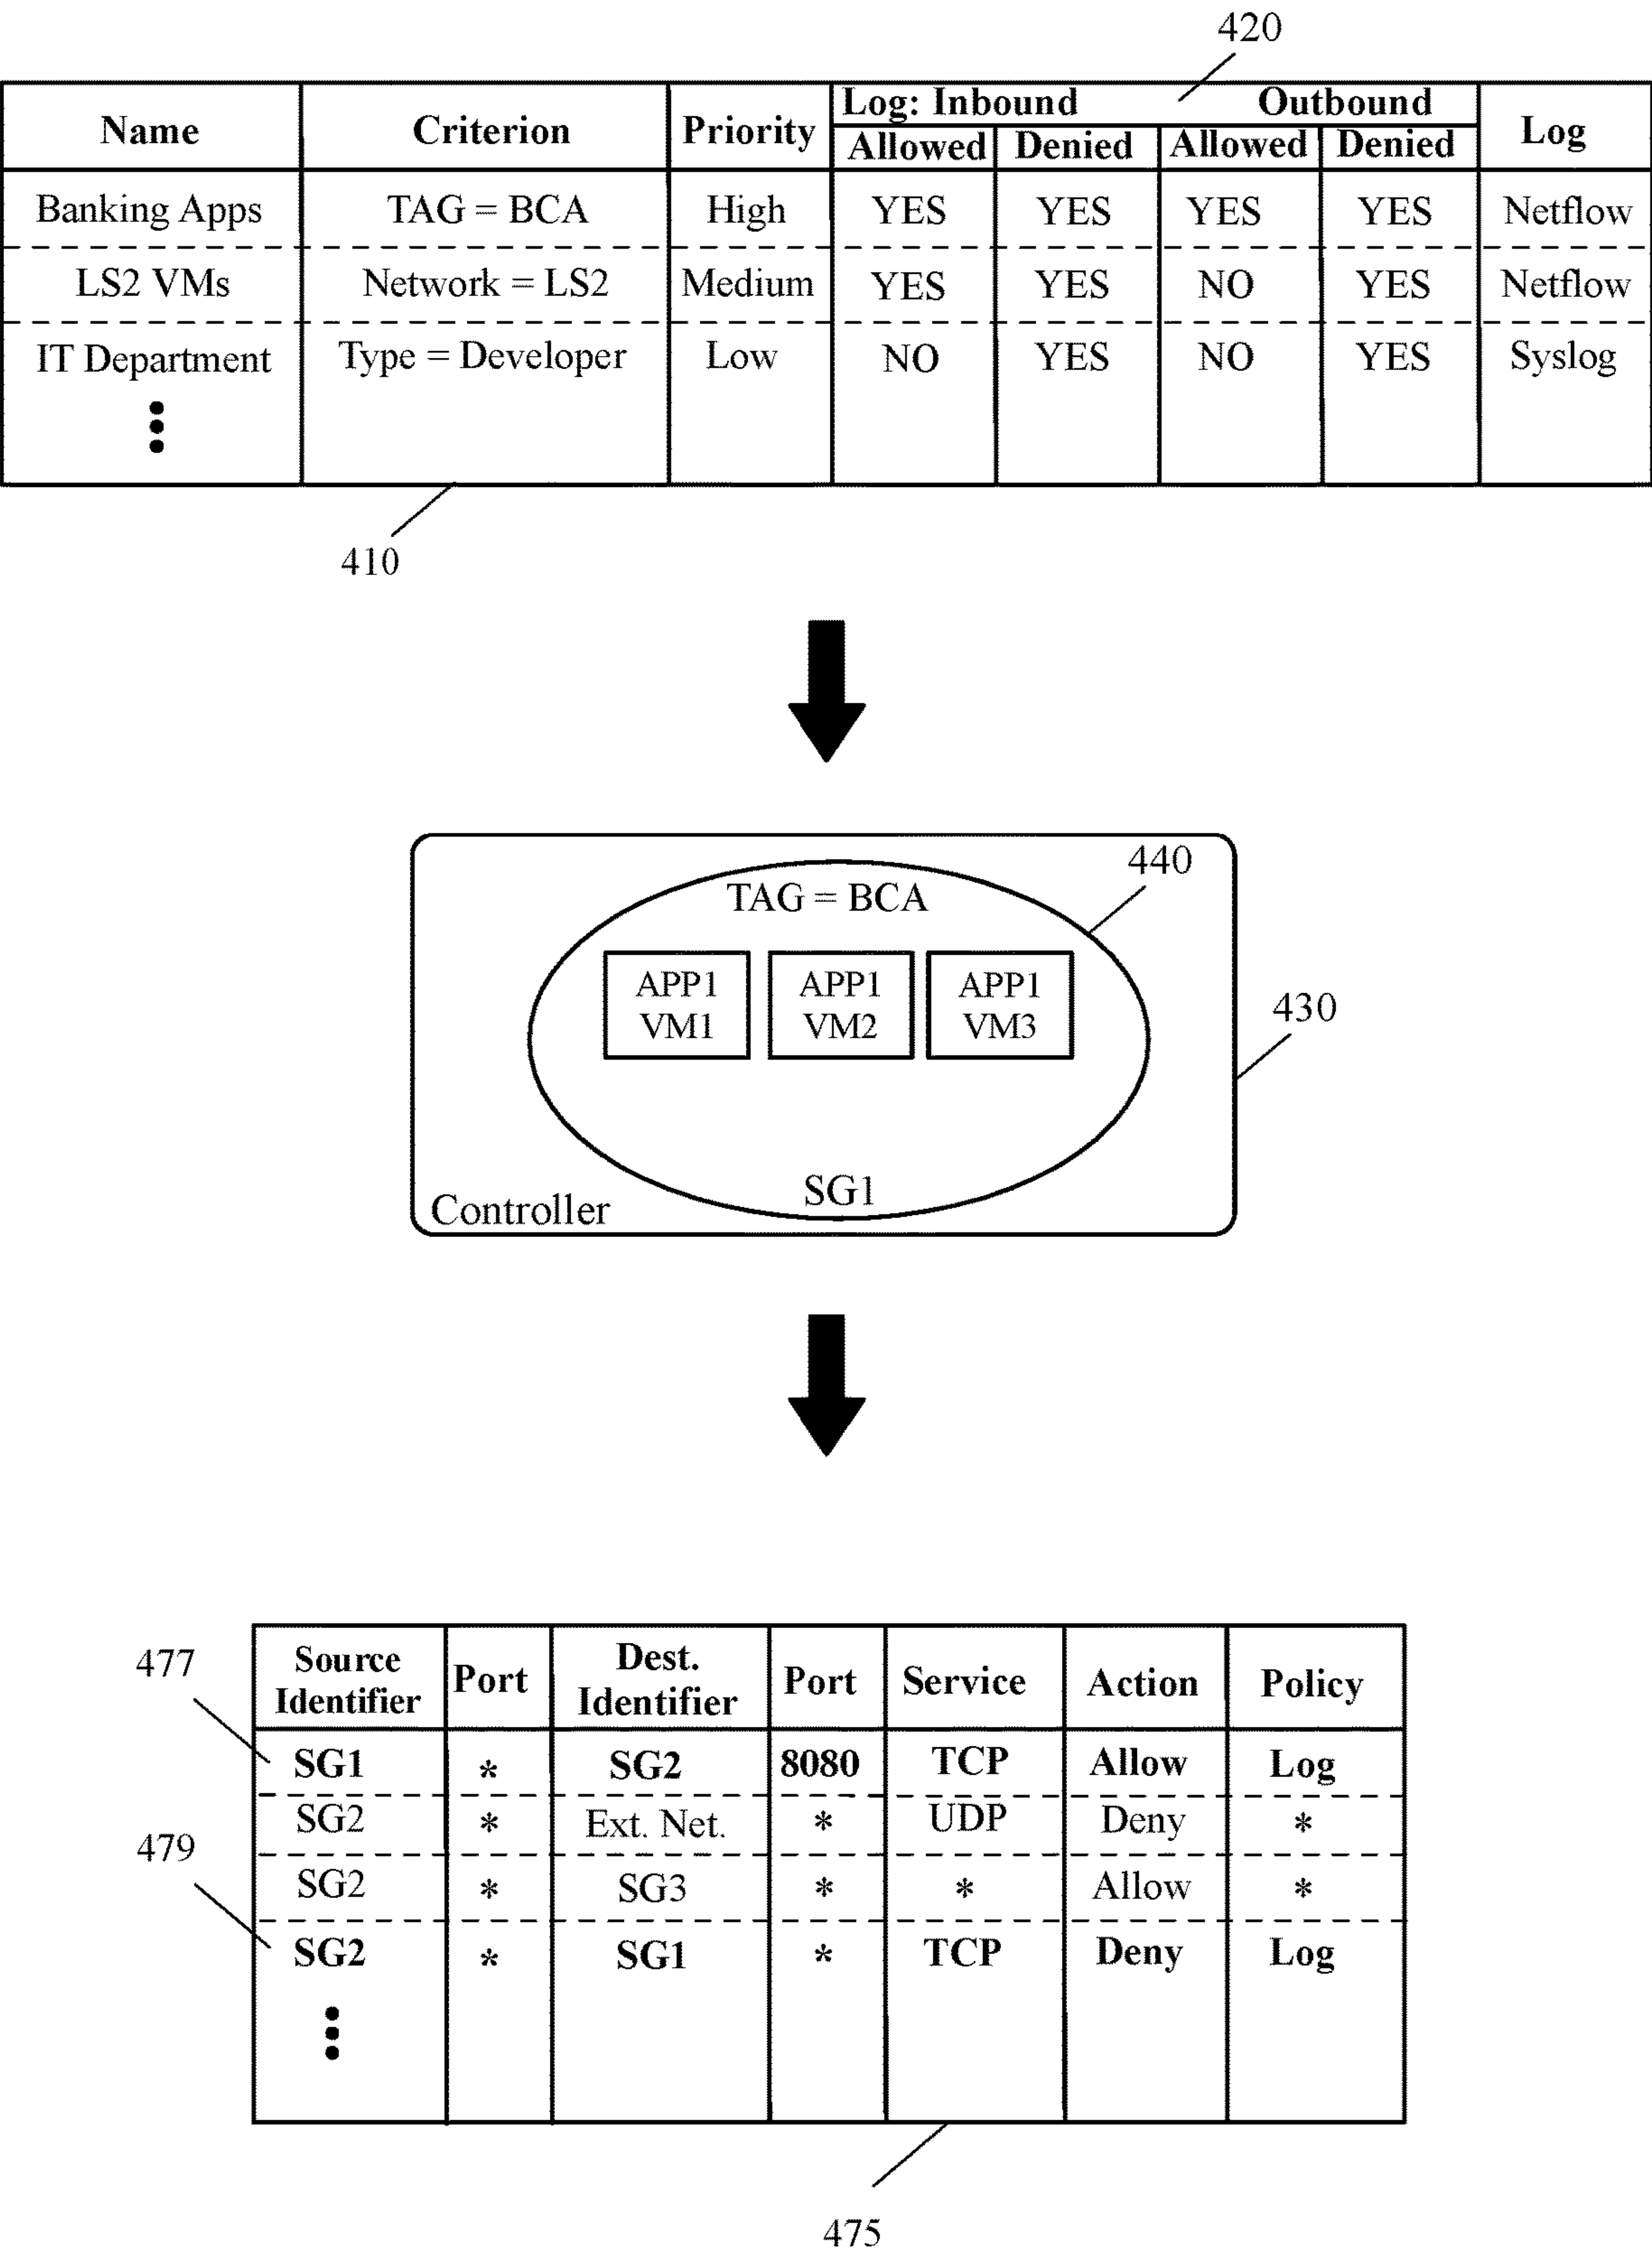 420
Name Criterion Priority Log: Inbound Outbound Log
Allowed Denied Allowed Denied
Banking Apps TAG = BCA High YES YES YES YES Netflow
LS2 VMs Network = LS2 Medium YES YES NO YES Netflow
IT Department Type = Developer Low NO YES NO YES Syslog
410
440
TAG = BCA
APP1 APP1 APP1
VM1 VM2 VM3
430
SG1
Controller
477
Source Identifier Port Dest. Identifier Port Service Action Policy
SG1 * SG2 8080 TCP Allow Log
SG2 * Ext. Net. * UDP Deny *
479
SG2 * SG3 * * Allow *
SG2 * SG1 * TCP Deny Log
475